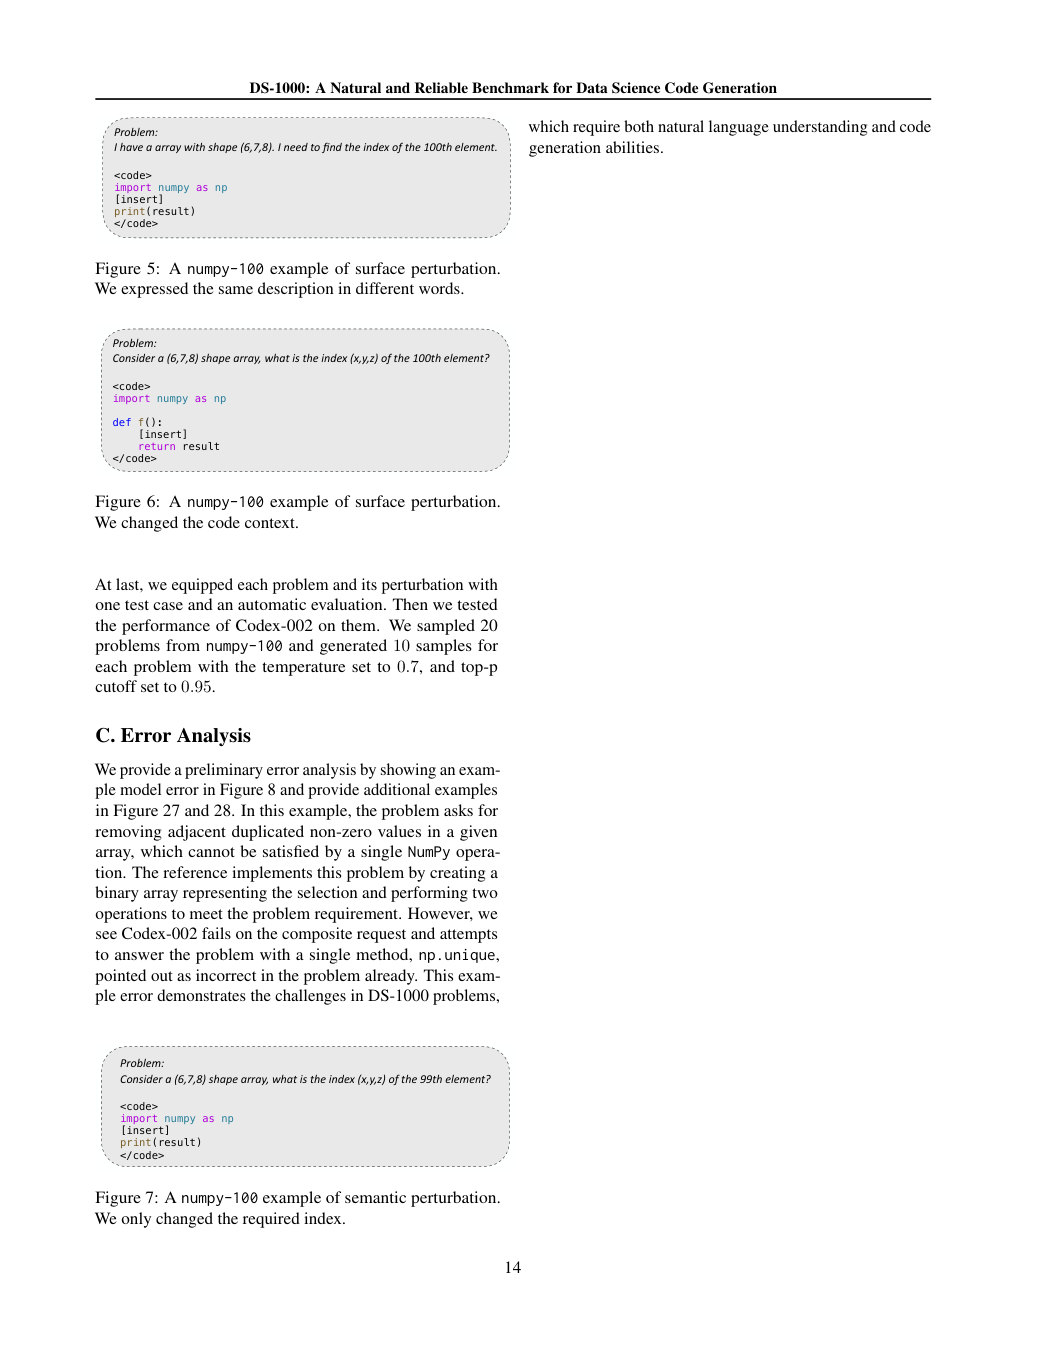 DS-1000: A Natural and Reliable Benchmark for Data Science Code Generation
Problem:
I have a array with shape (6,7,8). I need to find the index of the 100th element.
<code>
import numpy as np
[insert]
print(result)
</code>
Figure 5: A numpy-100 example of surface perturbation.
We expressed the same description in different words.
Problem:
Consider a (6,7,8) shape array, what is the index (x,y,z) of the 100th element?
<code>
import numpy as np
def f():
    [insert]
    return result
</code>
Figure 6: A numpy-100 example of surface perturbation.
We changed the code context.
At last, we equipped each problem and its perturbation with
one test case and an automatic evaluation. Then we tested
the performance of Codex-002 on them. We sampled 20
problems from numpy-100 and generated 10 samples for
each problem with the temperature set to 0.7, and top-p
cutoff set to 0.95.
C. Error Analysis
We provide a preliminary error analysis by showing an exam-
ple model error in Figure 8 and provide additional examples
in Figure 27 and 28. In this example, the problem asks for
removing adjacent duplicated non-zero values in a given
array, which cannot be satisfied by a single NumPy opera-
tion. The reference implements this problem by creating a
binary array representing the selection and performing two
operations to meet the problem requirement. However, we
see Codex-002 fails on the composite request and attempts
to answer the problem with a single method, np.unique,
pointed out as incorrect in the problem already. This exam-
ple error demonstrates the challenges in DS-1000 problems,
Problem:
Consider a (6,7,8) shape array, what is the index (x,y,z) of the 99th element?
<code>
import numpy as np
[insert]
print(result)
</code>
Figure 7: A numpy-100 example of semantic perturbation.
We only changed the required index.
which require both natural language understanding and code
generation abilities.
14